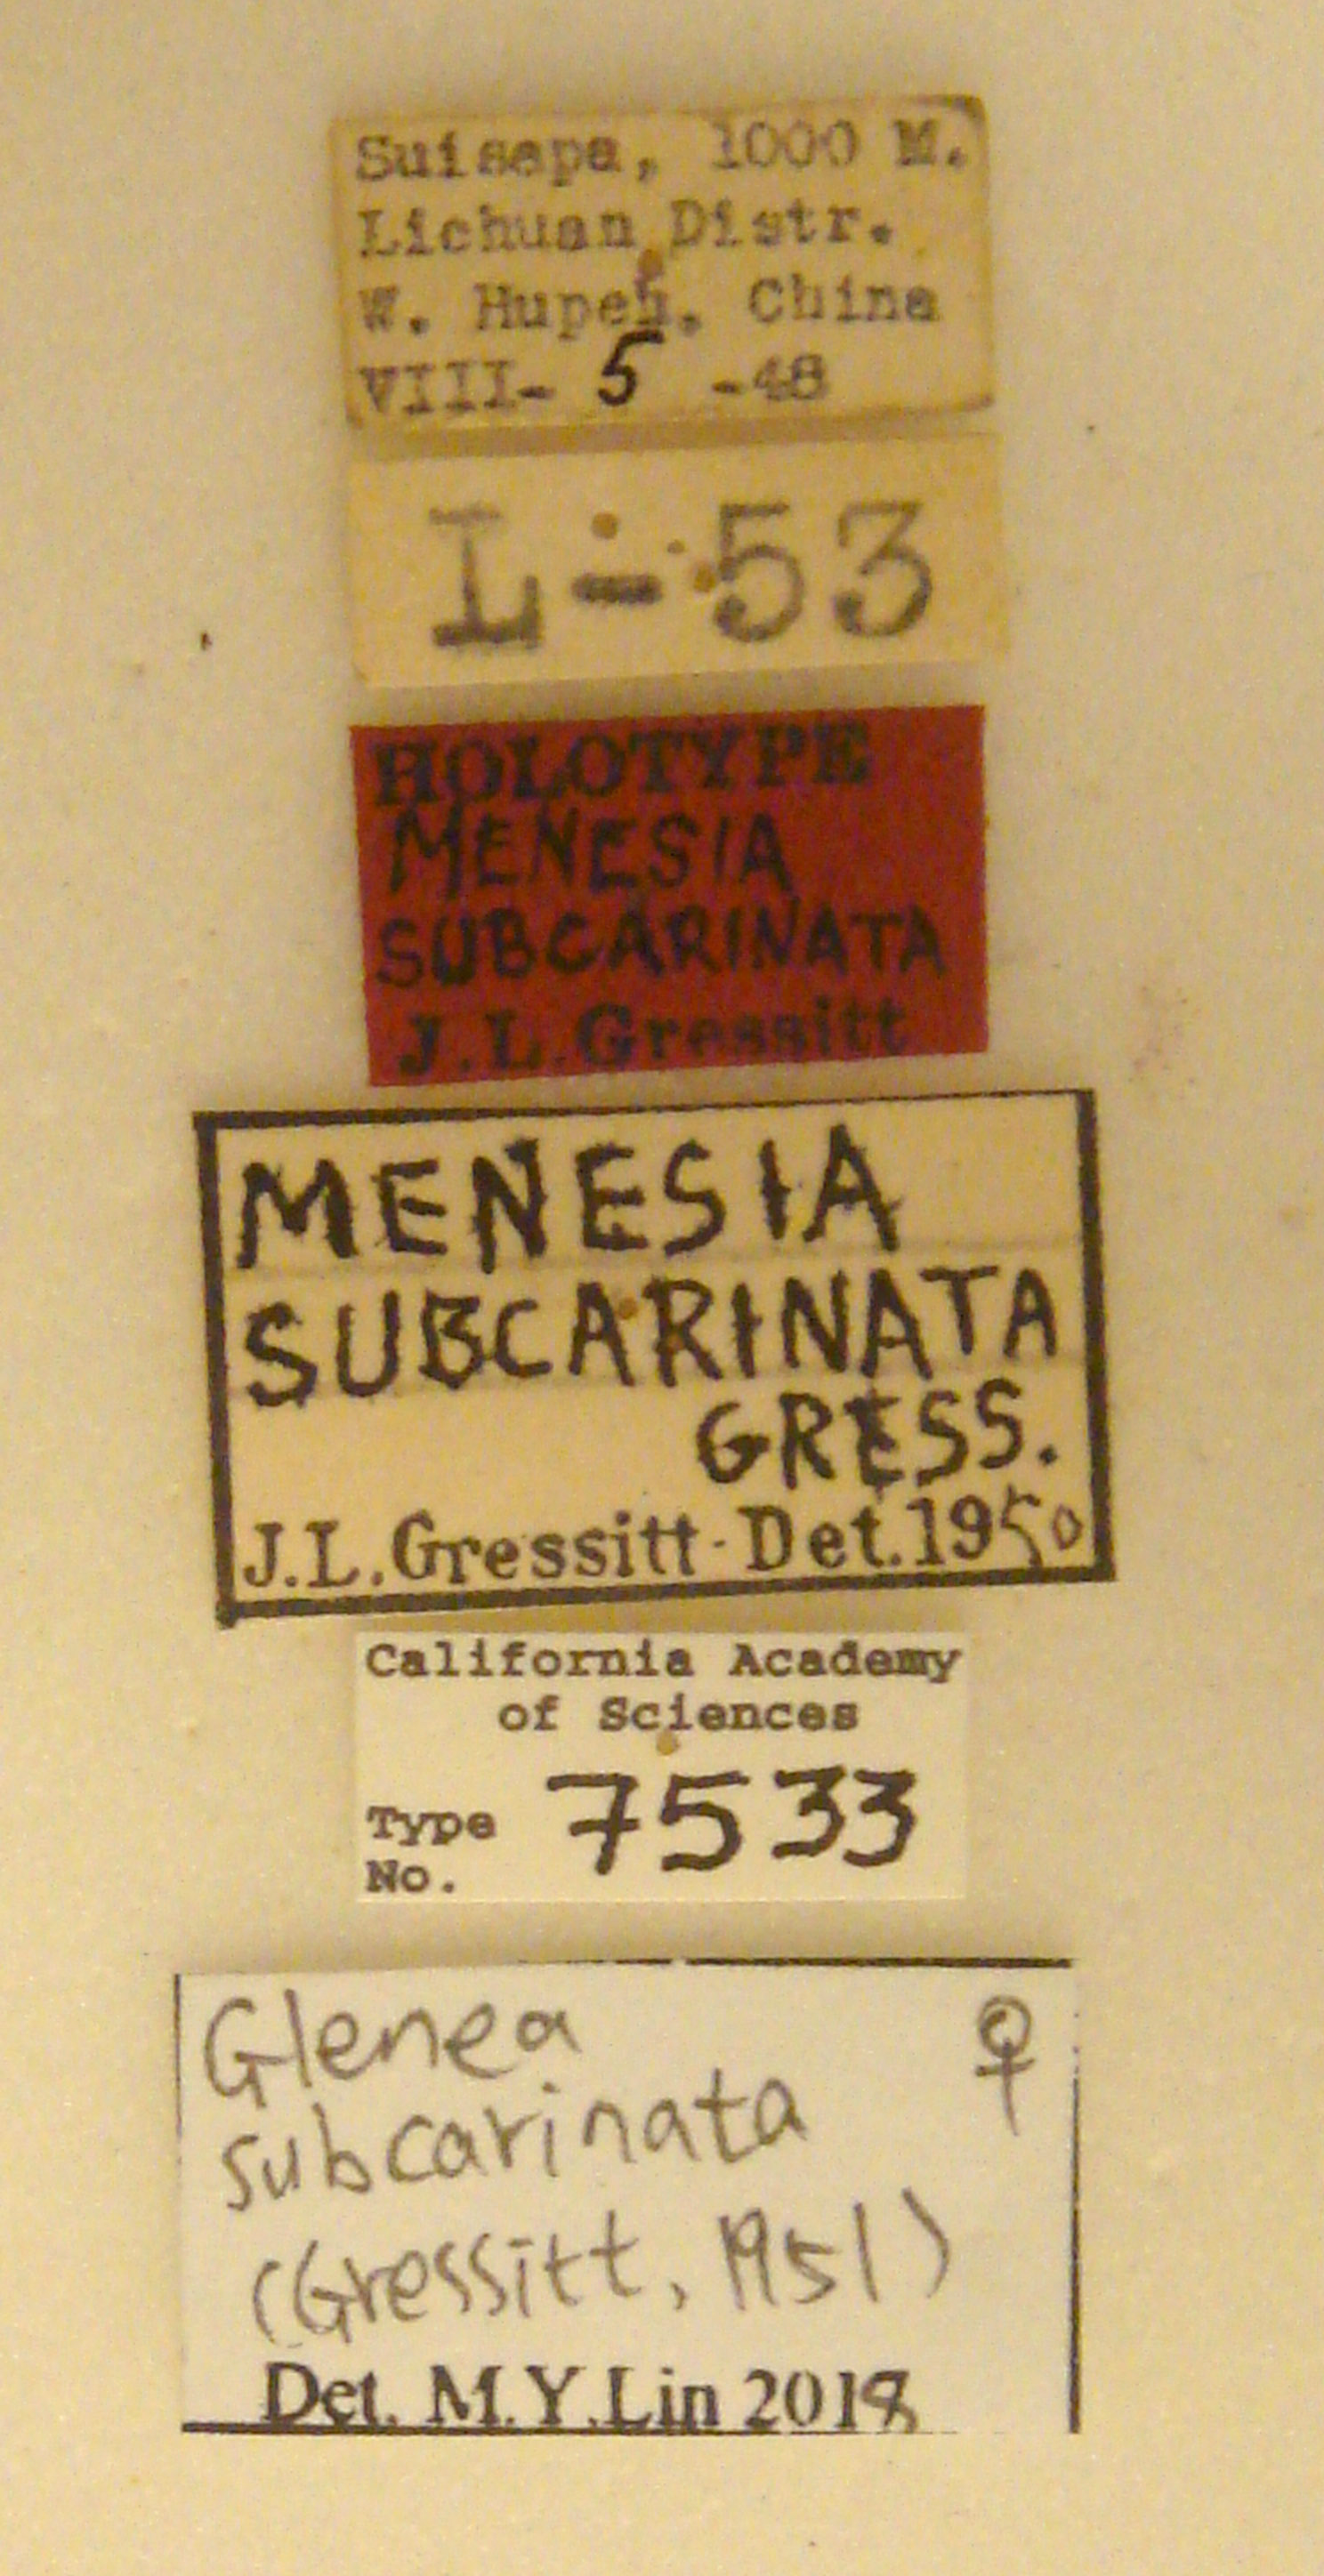 Suisapa, 1000 M.
Lichuan Distr.
W. Hupeh, China
VIII- 5 -48
L-53
HOLOTYPE
MENESIA
SUBCARINATA
J.L.Gressitt
MENESIA
SUBCARINATA
GRESS.
J.L.Gressitt-Det.1950
California Academy
of Sciences
Type
No. 7533
Glenea ♀
subcarinata
(Gressitt, 1951)
Det. M.Y.Lin 2018